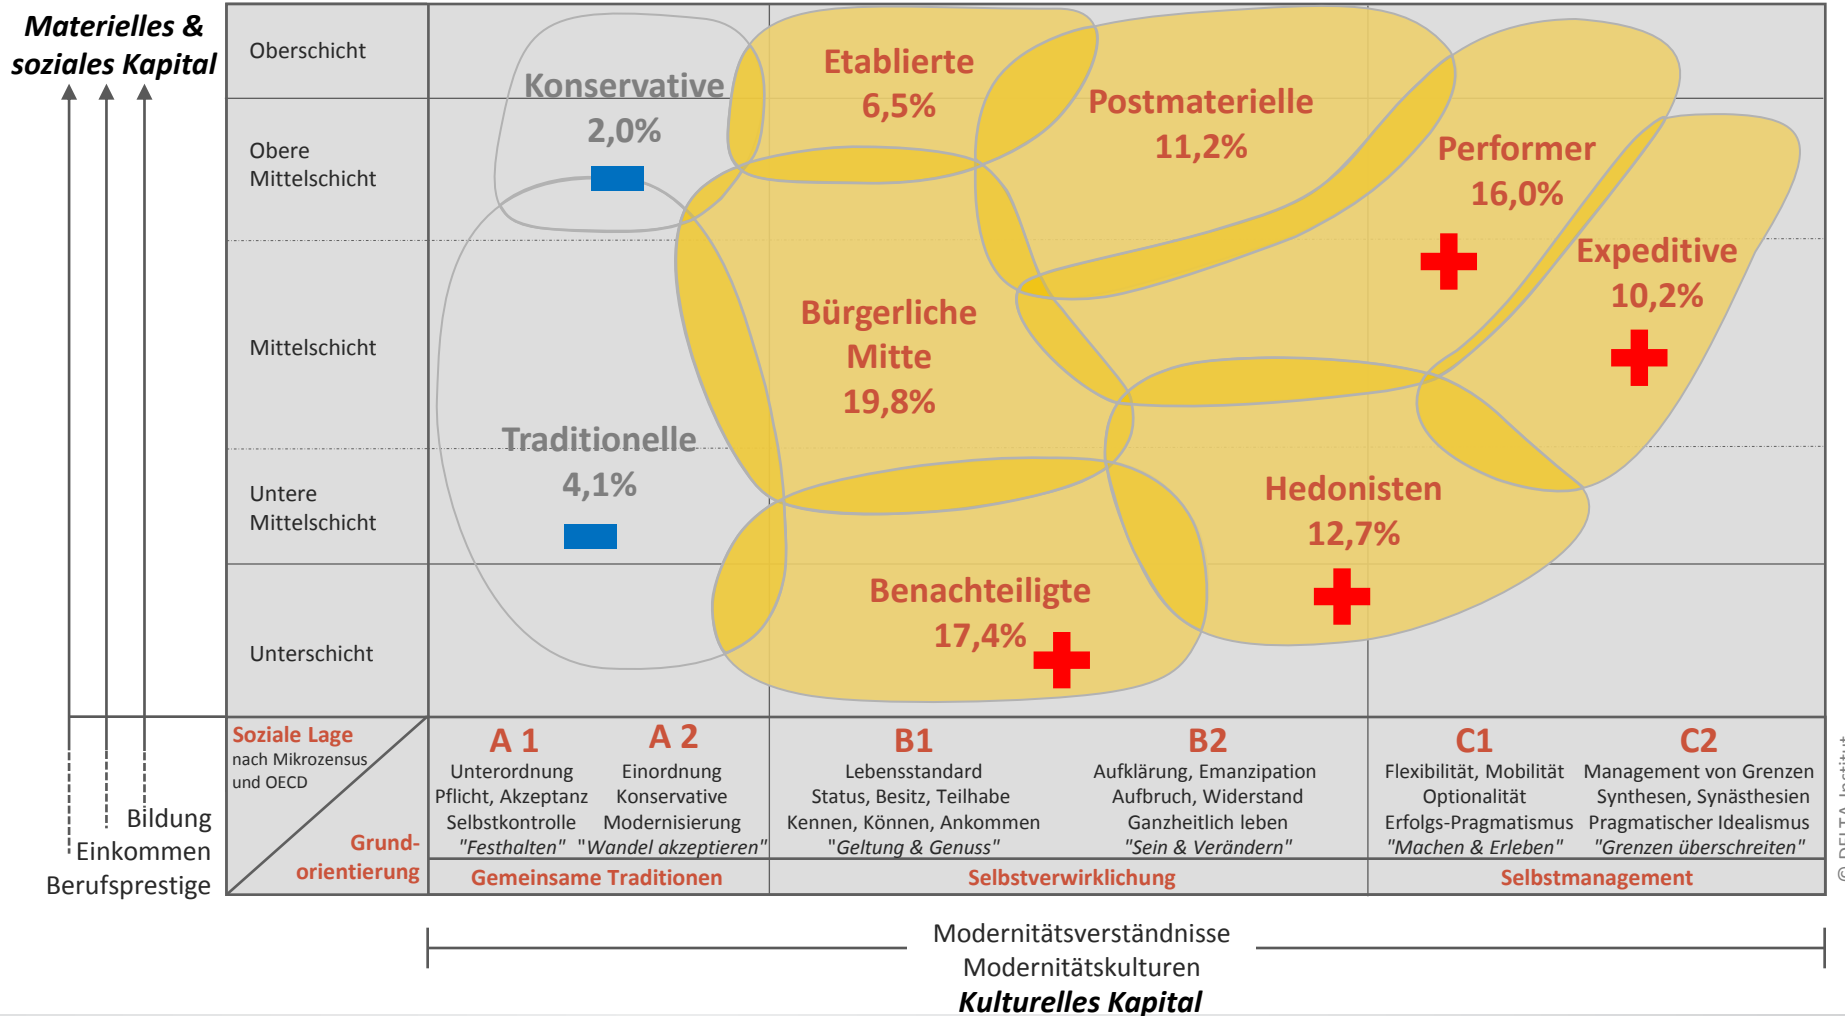 Materielles &
soziales Kapital
Oberschicht
Obere
Mittelschicht
Mittelschicht
Untere
Mittelschicht
Unterschicht
Konservative
2,0%
Etablierte
6,5%
Postmaterielle
11,2%
Performer
16,0%
Expeditive
10,2%
Bürgerliche
Mitte
19,8%
Traditionelle
4,1%
Hedonisten
12,7%
Benachteiligte
17,4%
Soziale Lage
nach Mikrozensus
und OECD
Grund-
orientierung
Bildung
Einkommen
Berufsprestige
A 1
Unterordnung
Pflicht, Akzeptanz
Selbstkontrolle
"Festhalten"
A 2
Einordnung
Konservative
Modernisierung
"Wandel akzeptieren"
B1
Lebensstandard
Status, Besitz, Teilhabe
Kennen, Können, Ankommen
"Geltung & Genuss"
B2
Aufklärung, Emanzipation
Aufbruch, Widerstand
Ganzheitlich leben
"Sein & Verändern"
C1
Flexibilität, Mobilität
Optionalität
Erfolgs-Pragmatismus
"Machen & Erleben"
C2
Management von Grenzen
Synthesen, Synästhesien
Pragmatischer Idealismus
"Grenzen überschreiten"
Gemeinsame Traditionen
Selbstverwirklichung
Selbstmanagement
© DELTA-Institut
Modernitätsverständnisse
Modernitätskulturen
Kulturelles Kapital